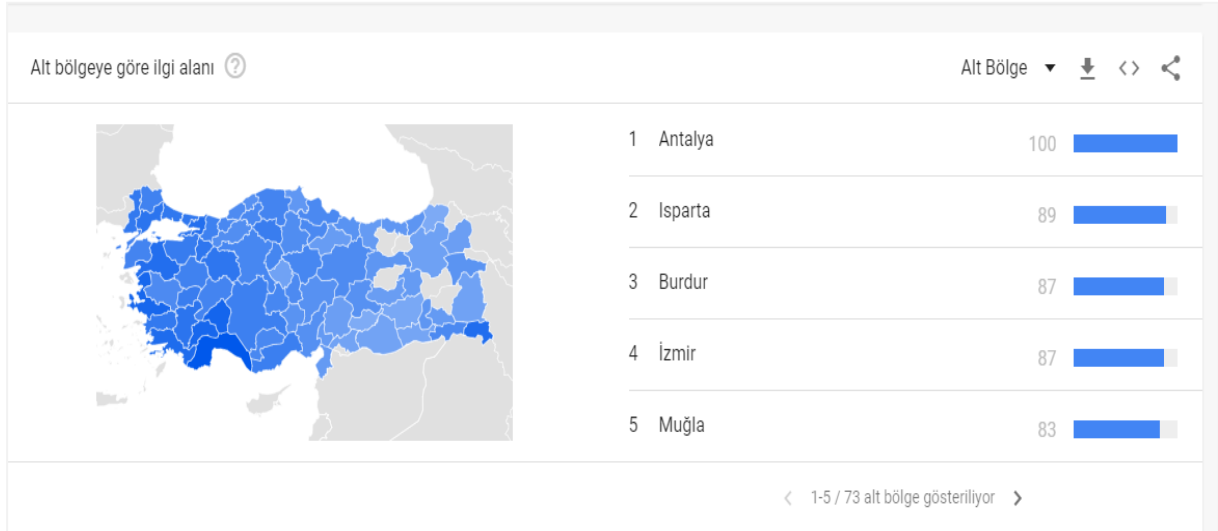 Alt bölgeye göre ilgi alanı ?
Alt Bölge
1 Antalya 100
2 Isparta 89
3 Burdur 87
4 İzmir 87
5 Muğla 83
1-5 / 73 alt bölge gösteriliyor